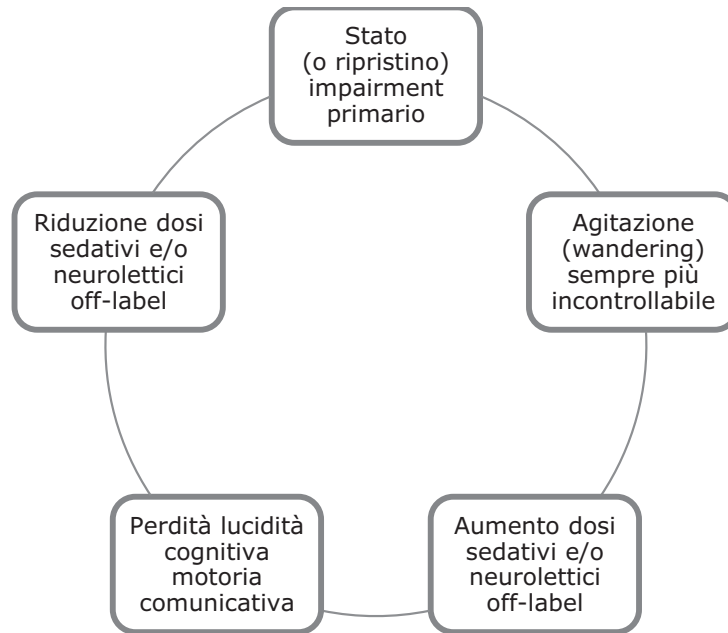 Stato
(o ripristino)
impairment
primario
Agitazione
(wandering)
sempre più
incontrollabile
Aumento dosi
sedativi e/o
neurolettici
off-label
Perdità lucidità
cognitiva
motoria
comunicativa
Riduzione dosi
sedativi e/o
neurolettici
off-label